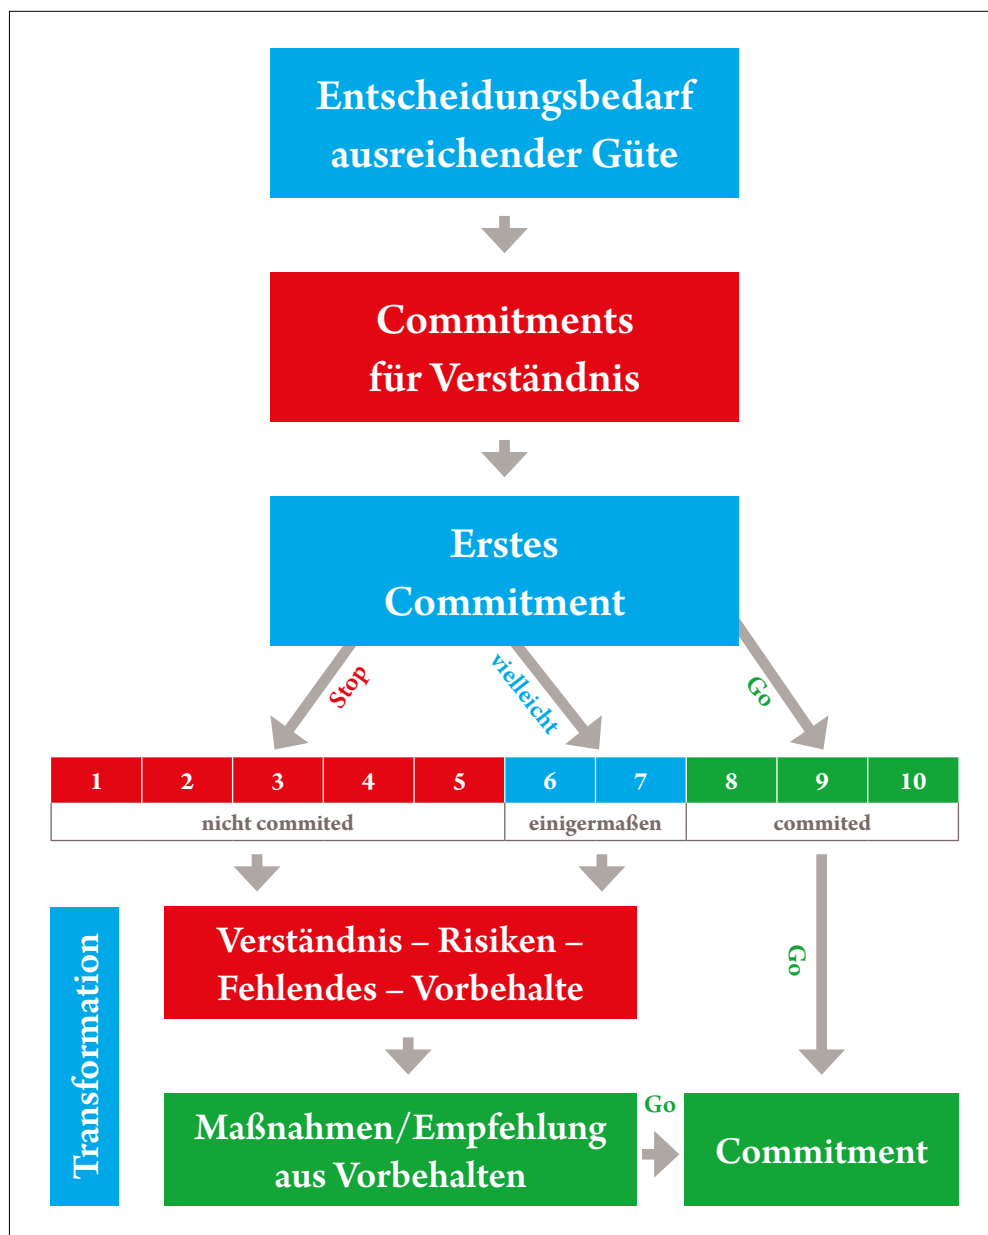 Entscheidungsbedarf
ausreichender Güte
Commitments
für Verständnis
Erstes
Commitment
Stop
vielleicht
Go
1 2 3 4 5 6 7 8 9 10
nicht commited einigermaßen commited
Transformation
Verständnis – Risiken –
Fehlendes – Vorbehalte
Go
Maßnahmen/Empfehlung
aus Vorbehalten
Go
Commitment